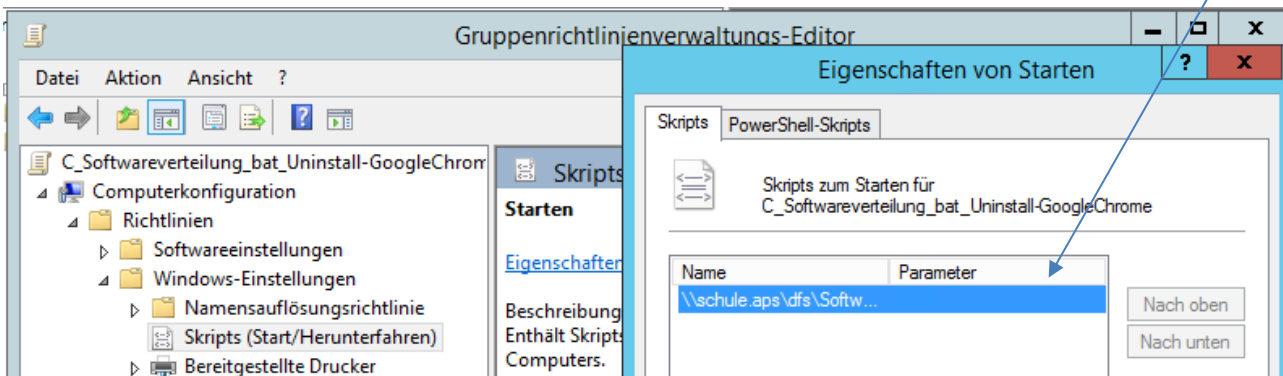 Gruppenrichtlinienverwaltungs-Editor
Datei Aktion Ansicht ?
C_Softwareverteilung_bat_Uninstall-GoogleChrom
Computerkonfiguration
Richtlinien
Softwareeinstellungen
Windows-Einstellungen
Namensauflösungsrichtlinie
Skripts (Start/Herunterfahren)
Bereitgestellte Drucker
Skripts
Starten
Eigenschaften
Beschreibung
Enthält Skripts
Computers.
Eigenschaften von Starten
? x
Skripts PowerShell-Skripts
Skripts zum Starten für
C_Softwareverteilung_bat_Uninstall-GoogleChrome
Name Parameter
\\schule.aps\dfs\Softw...
Nach oben
Nach unten